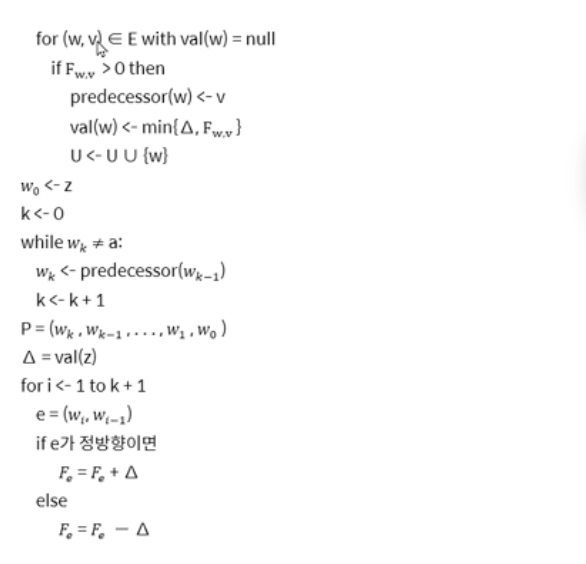 for (w, v) ∈ E with val(w) = null
if F_{w,v} > 0 then
predecessor(w) <- v
val(w) <- min{Δ, F_{w,v}}
U <- U ∪ {w}
w_0 <- z
k <- 0
while w_k ≠ a:
w_k <- predecessor(w_{k-1})
k <- k + 1
P = (w_k, w_{k-1}, . . . , w_1, w_0)
Δ = val(z)
for i <- 1 to k + 1
e = (w_i, w_{i-1})
if e가 정방향이면
F_e = F_e + Δ
else
F_e = F_e − Δ